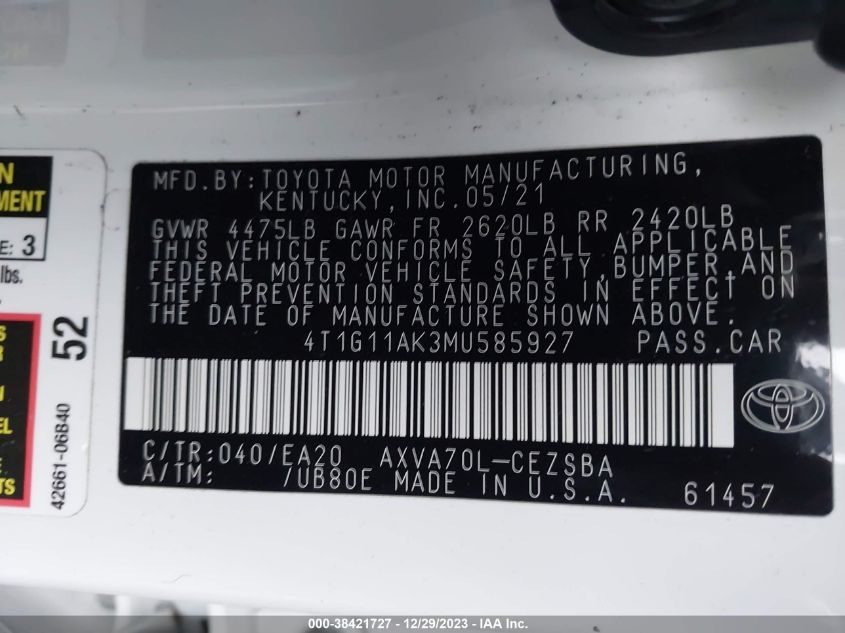 MFD.BY:TOYOTA MOTOR MANUFACTURING,
KENTUCKY,INC.05/21
GVWR 4475LB GAWR FR 2620LB RR 2420LB
THIS VEHICLE CONFORMS TO ALL APPLICABLE
FEDERAL MOTOR VEHICLE SAFETY,BUMPER,AND
THEFT PREVENTION STANDARDS IN EFFECT ON
THE DATE OF MANUFACTURE SHOWN ABOVE.
4T1G11AK3MU585927 PASS.CAR
C/TR:040/EA20 AXVA70L-CEZSBA
A/TM: /UB80E MADE IN U.S.A. 61457
: 3
lbs.
52
42661-06B40
000-38421727 - 12/29/2023 - IAA Inc.